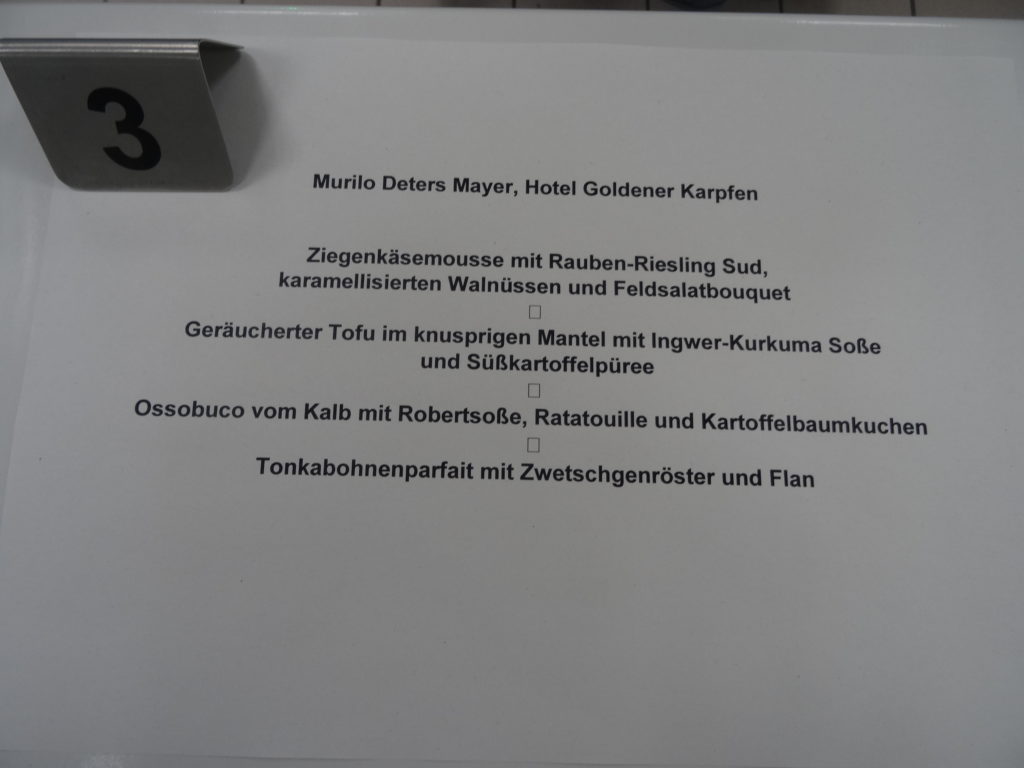 3
Murilo Deters Mayer, Hotel Goldener Karpfen
Ziegenkäsemousse mit Rauben-Riesling Sud,
karamellisierten Walnüssen und Feldsalatbouquet
Geräucherter Tofu im knusprigen Mantel mit Ingwer-Kurkuma Soße
und Süßkartoffelpüree
Ossobuco vom Kalb mit Robertsoße, Ratatouille und Kartoffelbaumkuchen
Tonkabohnenparfait mit Zwetschgenröster und Flan